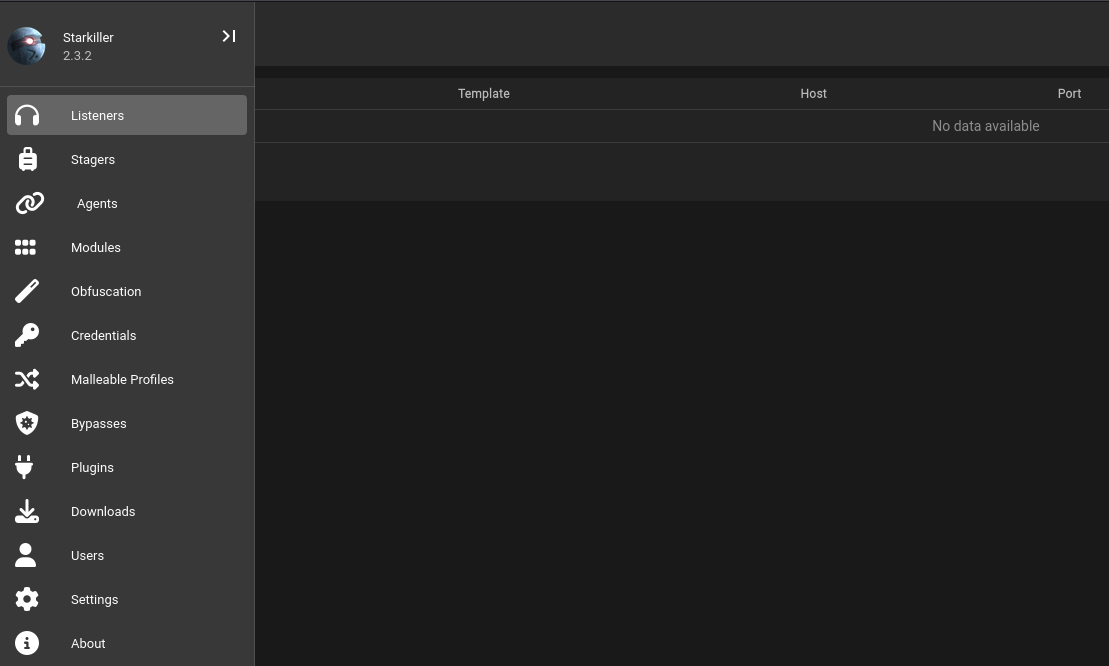 Starkiller
2.3.2
Listeners
Stagers
Agents
Modules
Obfuscation
Credentials
Malleable Profiles
Bypasses
Plugins
Downloads
Users
Settings
About
Template Host Port
No data available